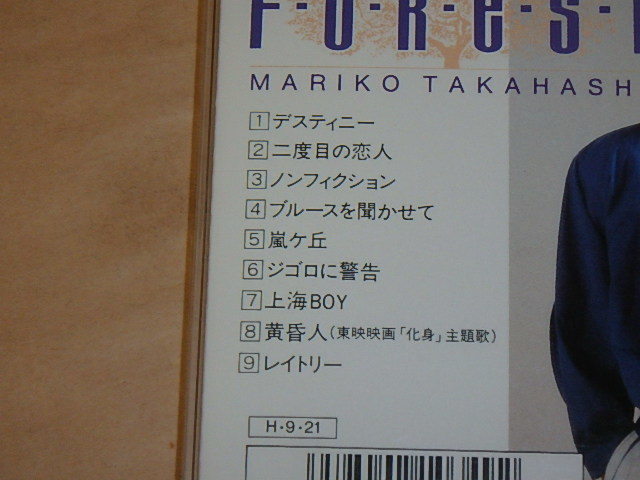 F·O·R·E·S·
MARIKO TAKAHASH
1 デスティニー
2 二度目の恋人
3 ノンフィクション
4 ブルースを聞かせて
5 嵐ケ丘
6 ジゴロに警告
7 上海BOY
8 黄昏人(東映映画「化身」主題歌)
9 レイトリー
H・9・21